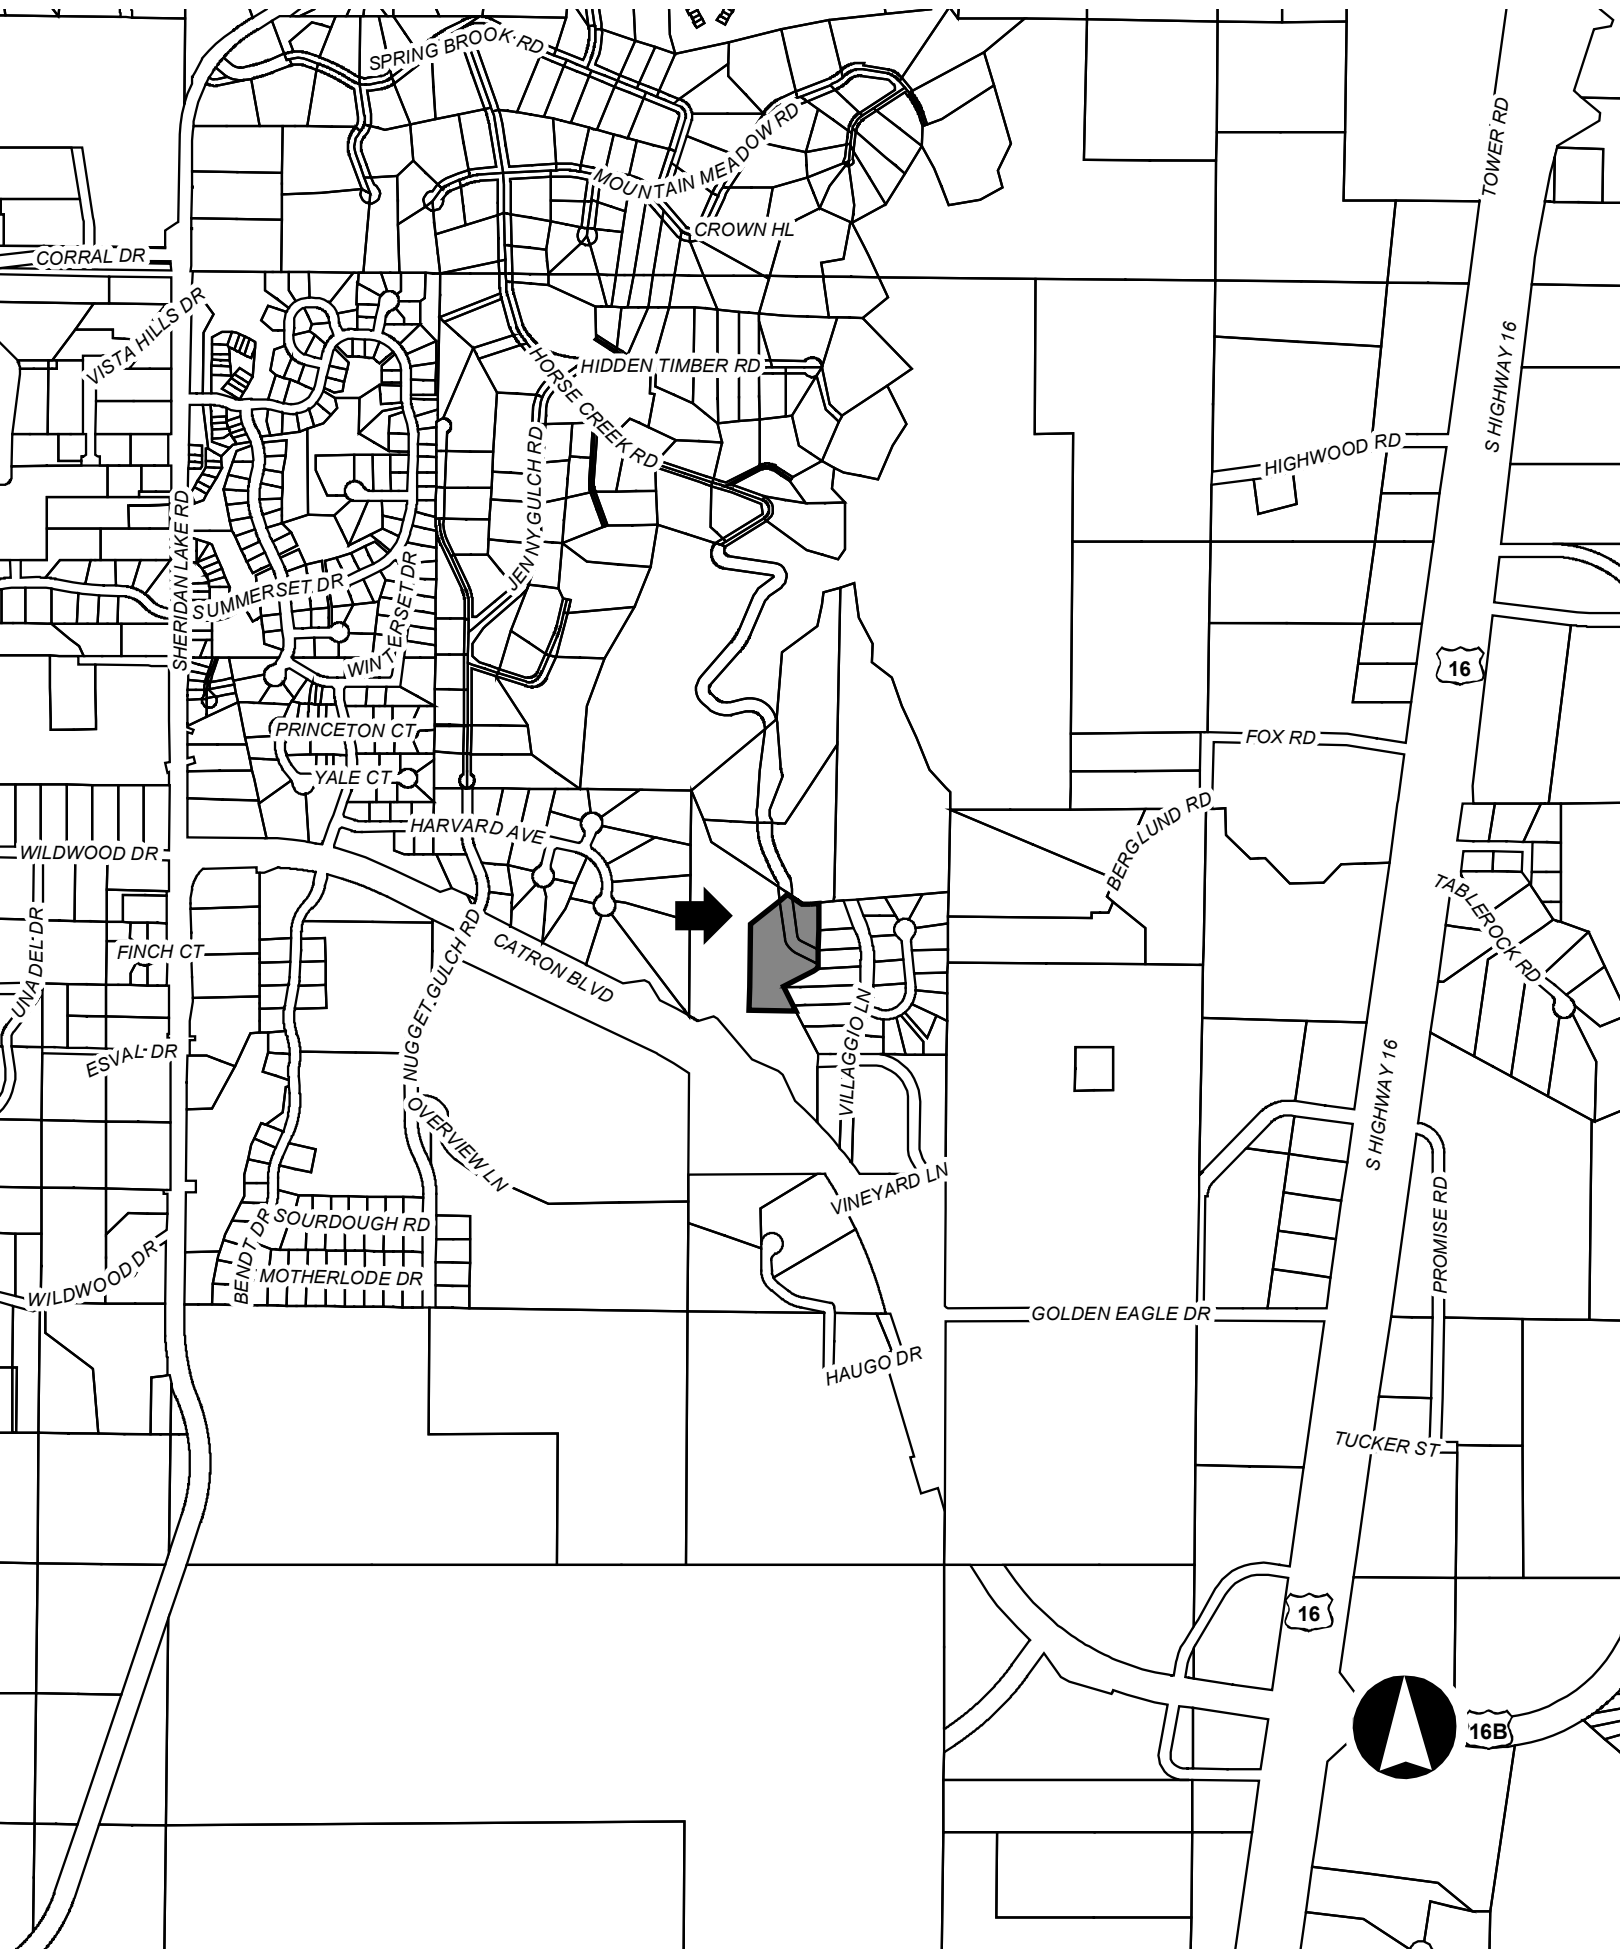 SPRING BROOK RD
MOUNTAIN MEADOW RD
TOWER RD
CROWN HL
CORRAL DR
VISTA HILLS DR
HIDDEN TIMBER RD
HORSE CREEK RD
S HIGHWAY 16
HIGHWOOD RD
JENNY GULCH RD
SHERIDAN LAKE RD
SUMMERSET DR
WINTERSET DR
16
PRINCETON CT
FOX RD
YALE CT
BERGLUND RD
HARVARD AVE
WILDWOOD DR
TABLEROCK RD
UNA DEL DR
FINCH CT
NUGGET GULCH RD
CATRON BLVD
VILLAGGIO LN
ESVAL DR
S HIGHWAY 16
OVERVIEW LN
VINEYARD LN
PROMISE RD
SOURDOUGH RD
BENDT DR
WILDWOOD DR
MOTHERLODE DR
GOLDEN EAGLE DR
HAUGO DR
TUCKER ST
16
16B